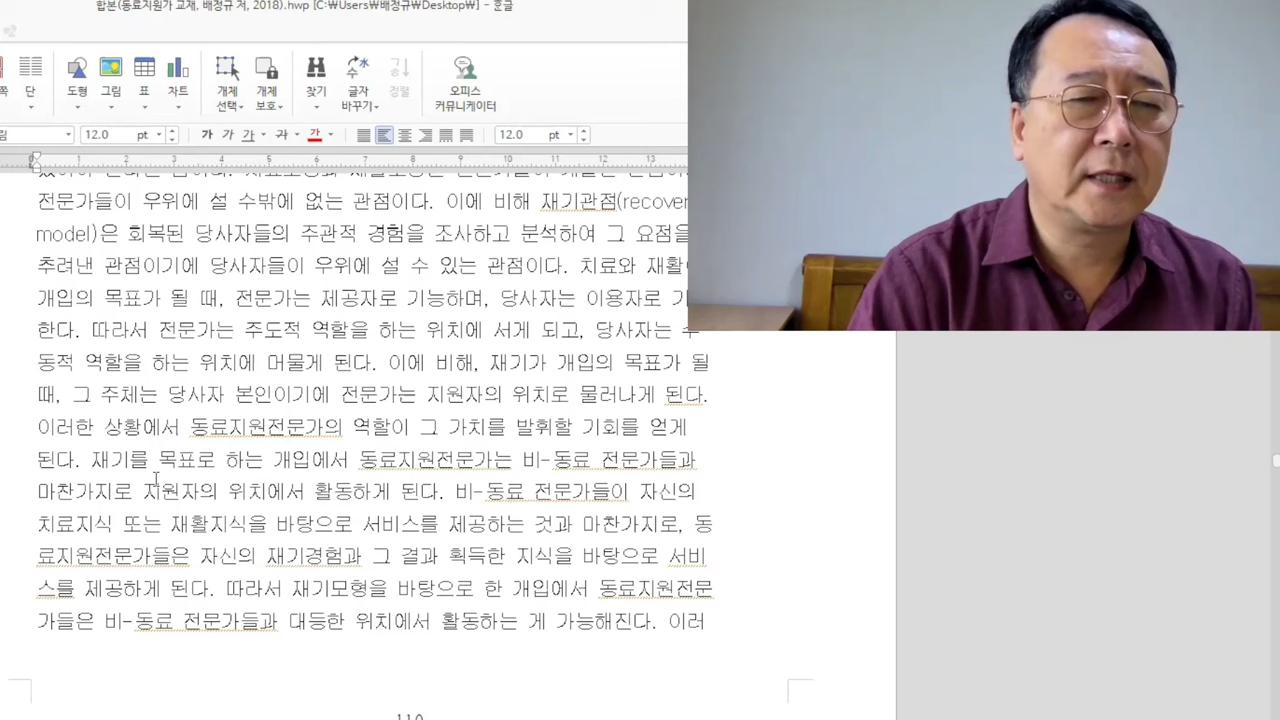 합본(동료지원가 교재, 배정규 저, 2018).hwp [C:₩Users₩배정규₩Desktop₩] - 훈글
단 도형 그림 표 차트 개체 선택 개체 보호 찾기 글자 바꾸기 정렬 오피스 커뮤니케이터
12.0 pt 가 가 가 가 가 12.0 pt
1 2 3 4 5 6 7 8 9 10 11 12 13
전문가들이 우위에 설 수밖에 없는 관점이다. 이에 비해 재기관점(recover
model)은 회복된 당사자들의 주관적 경험을 조사하고 분석하여 그 요점을
추려낸 관점이기에 당사자들이 우위에 설 수 있는 관점이다. 치료와 재활
개입의 목표가 될 때, 전문가는 제공자로 기능하며, 당사자는 이용자로
한다. 따라서 전문가는 주도적 역할을 하는 위치에 서게 되고, 당사자는
동적 역할을 하는 위치에 머물게 된다. 이에 비해, 재기가 개입의 목표가 될
때, 그 주체는 당사자 본인이기에 전문가는 지원자의 위치로 물러나게 된다.
이러한 상황에서 동료지원전문가의 역할이 그 가치를 발휘할 기회를 얻게
된다. 재기를 목표로 하는 개입에서 동료지원전문가는 비-동료 전문가들과
마찬가지로 지원자의 위치에서 활동하게 된다. 비-동료 전문가들이 자신의
치료지식 또는 재활지식을 바탕으로 서비스를 제공하는 것과 마찬가지로, 동
료지원전문가들은 자신의 재기경험과 그 결과 획득한 지식을 바탕으로 서비
스를 제공하게 된다. 따라서 재기모형을 바탕으로 한 개입에서 동료지원전문
가들은 비-동료 전문가들과 대등한 위치에서 활동하는 게 가능해진다. 이러